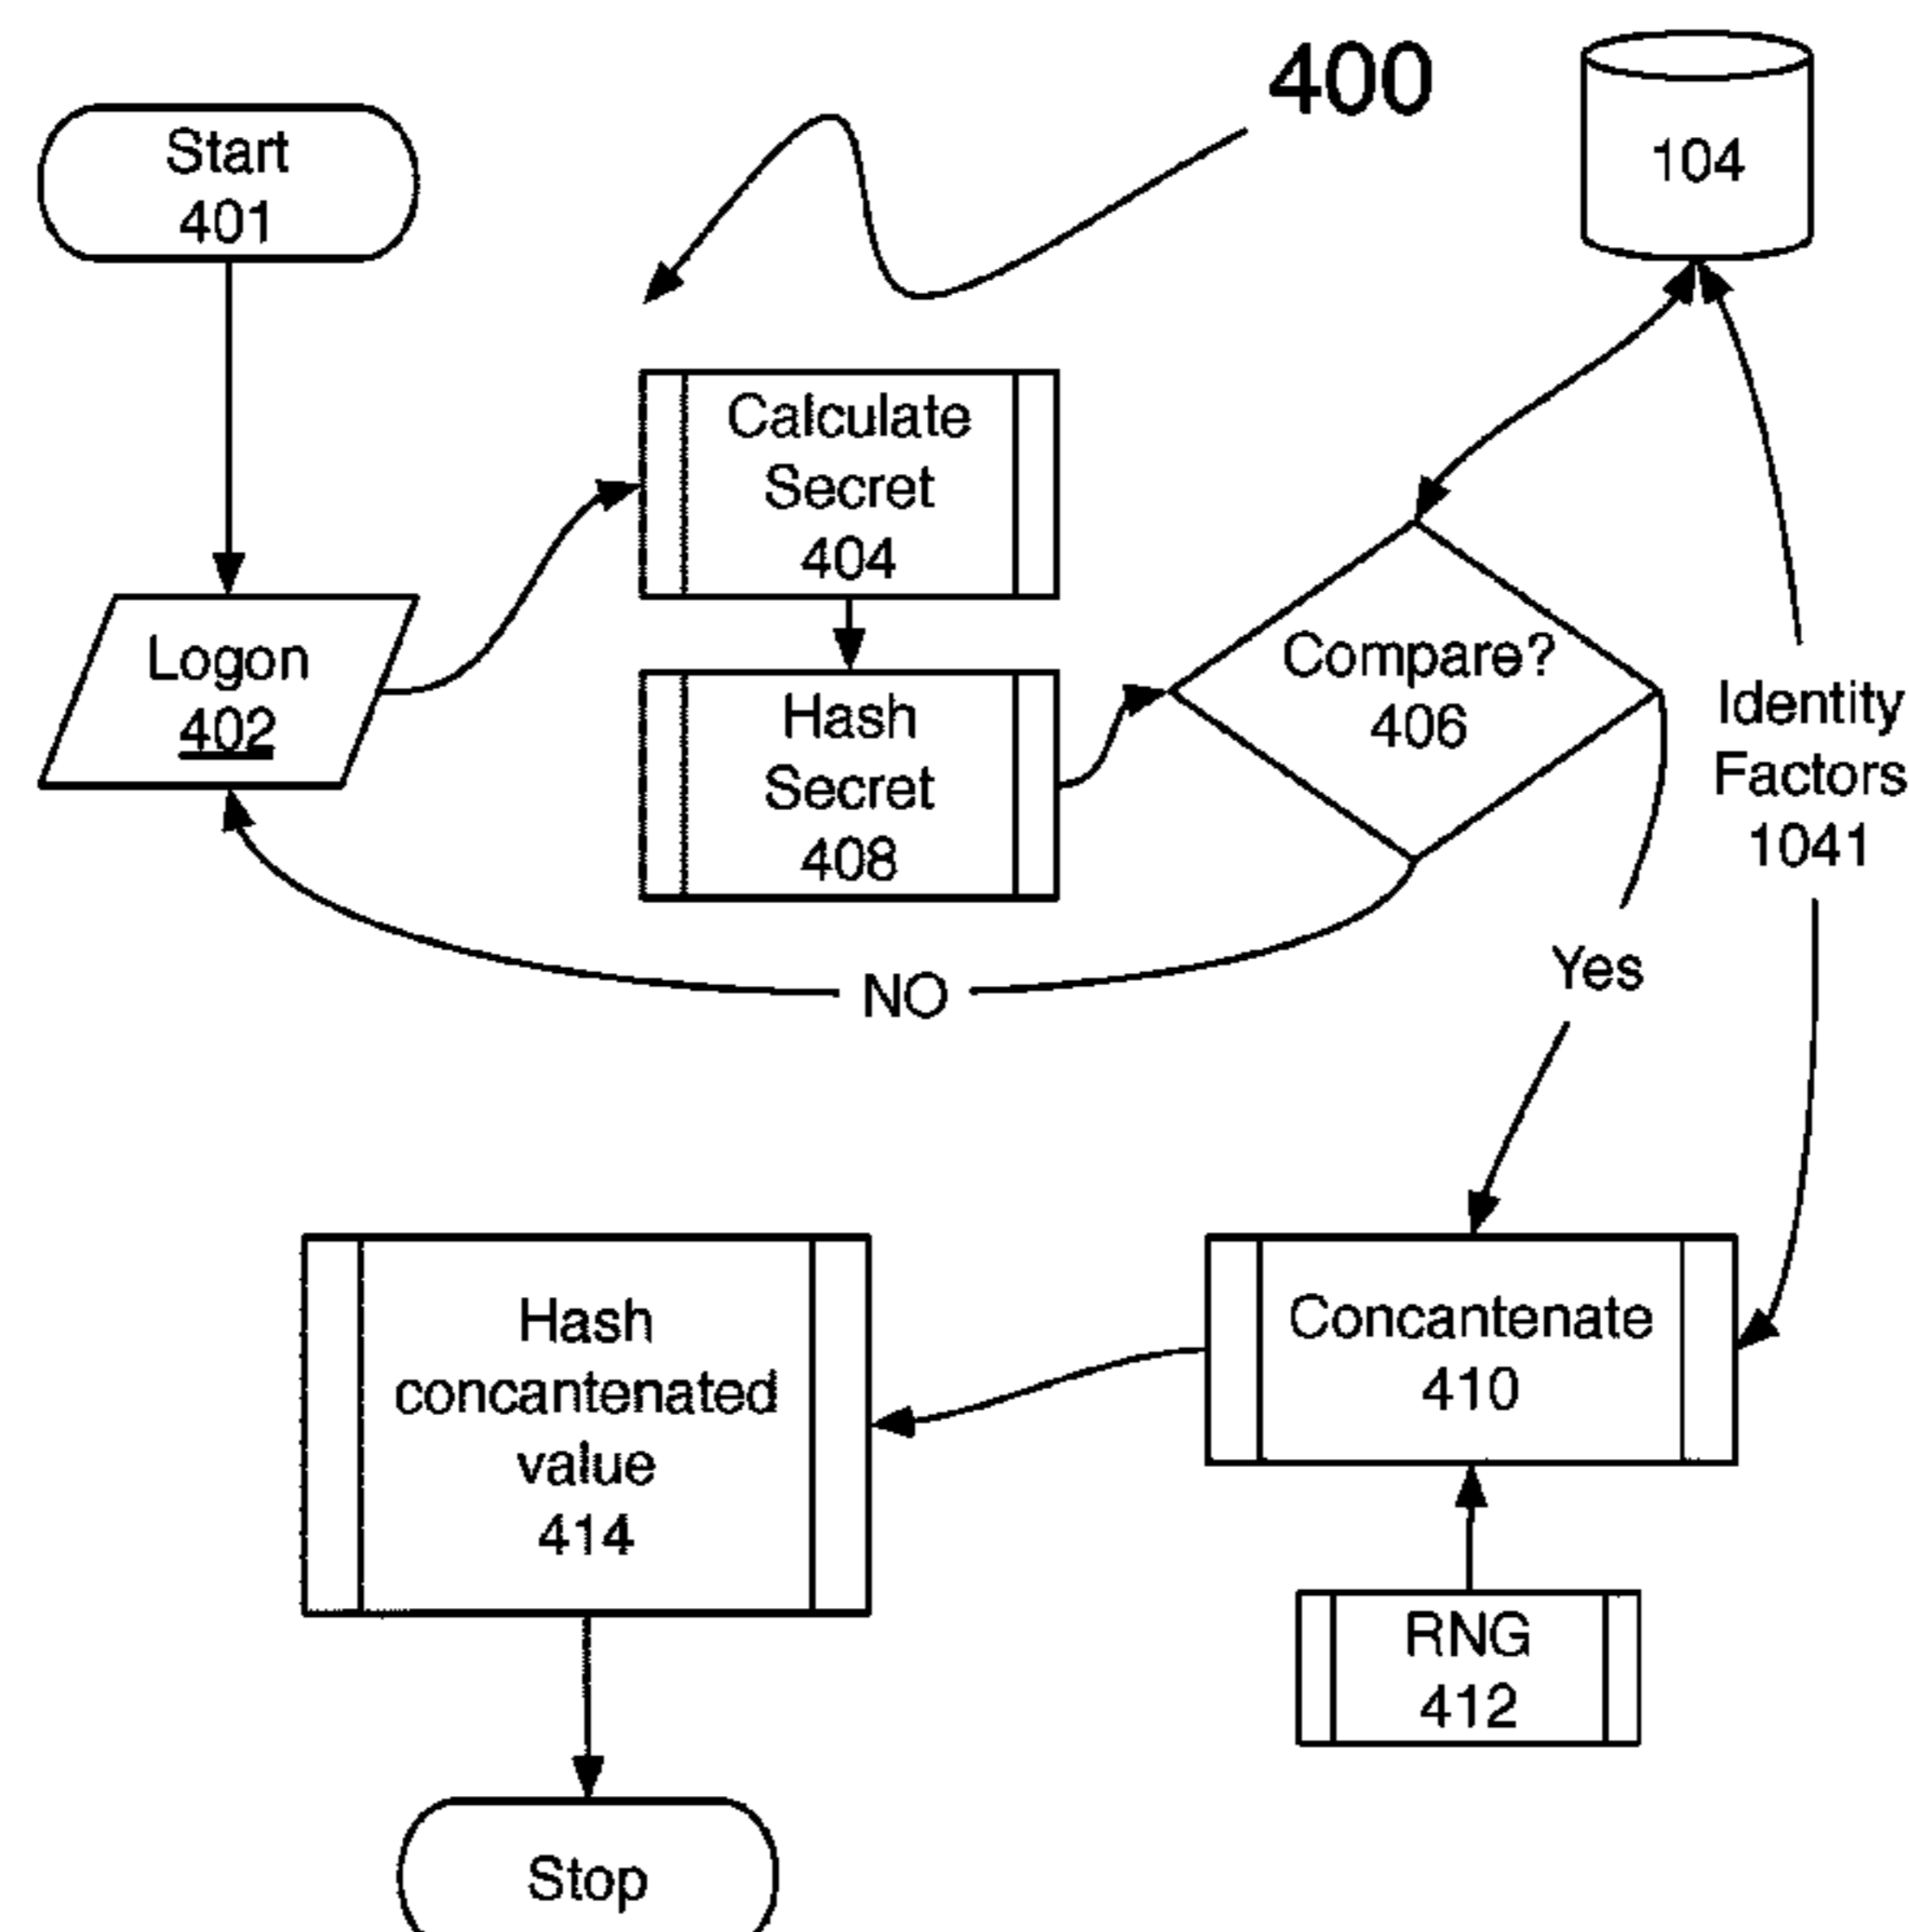 400
104
Start
401
Calculate
Secret
404
Logon
402
Hash
Secret
408
Compare?
406
Identity
Factors
1041
NO
Yes
Hash
concantenated
value
414
Concantenate
410
RNG
412
Stop